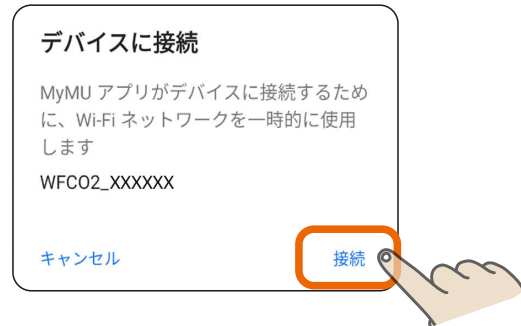 デバイスに接続
MyMU アプリがデバイスに接続するため
に、Wi-Fi ネットワークを一時的に使用
します
WFCO2_XXXXXX
キャンセル
接続